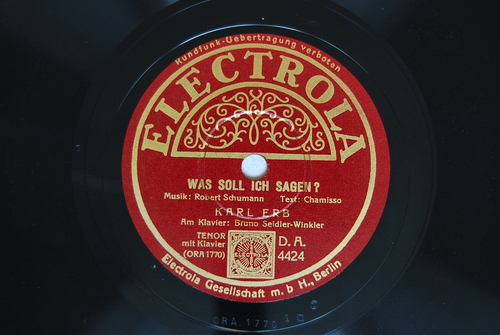 Rundfunk-Uebertragung verboten
ELECTROLA
WAS SOLL ICH SAGEN?
Musik: Robert Schumann Text: Chamisso
KARL ERB
Am Klavier: Bruno Seidler-Winkler
TENOR
mit Klavier
(ORA 1770)
ELECTROLA
D.A.
4424
Electrola Gesellschaft m. b H., Berlin
ORA 1770